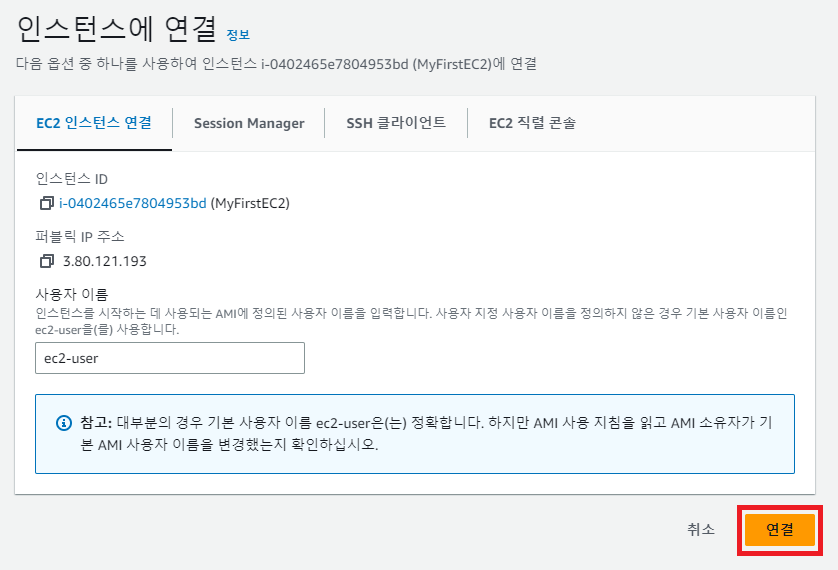 인스턴스에 연결 정보
다음 옵션 중 하나를 사용하여 인스턴스 i-0402465e7804953bd (MyFirstEC2)에 연결
EC2 인스턴스 연결 Session Manager SSH 클라이언트 EC2 직렬 콘솔
인스턴스 ID
i-0402465e7804953bd (MyFirstEC2)
퍼블릭 IP 주소
3.80.121.193
사용자 이름
인스턴스를 시작하는 데 사용되는 AMI에 정의된 사용자 이름을 입력합니다. 사용자 지정 사용자 이름을 정의하지 않은 경우 기본 사용자 이름인
ec2-user을(를) 사용합니다.
ec2-user
참고: 대부분의 경우 기본 사용자 이름 ec2-user은(는) 정확합니다. 하지만 AMI 사용 지침을 읽고 AMI 소유자가 기
본 AMI 사용자 이름을 변경했는지 확인하십시오.
취소 연결